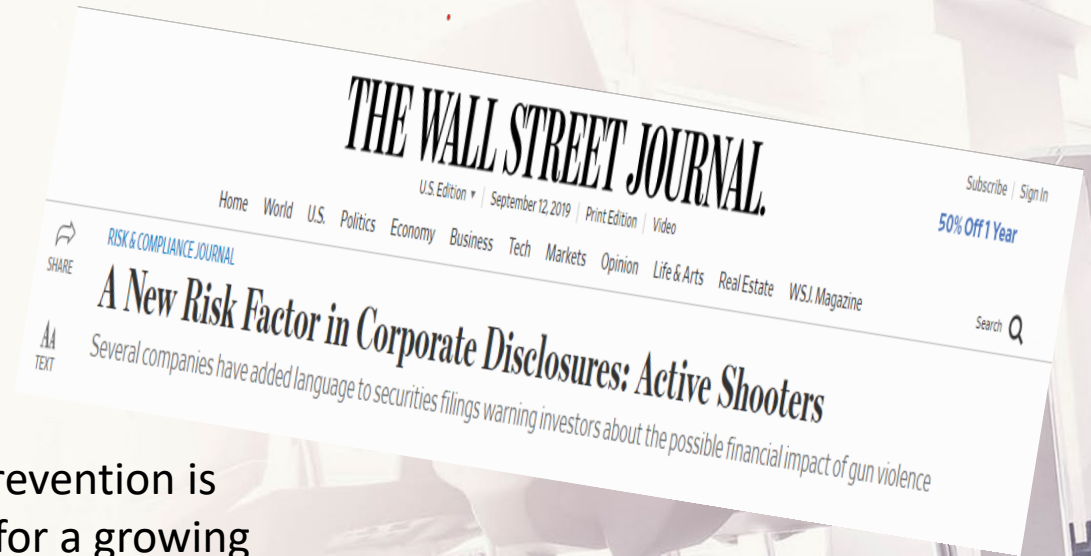 THE WALL STREET JOURNAL.
Subscribe | Sign In
U.S. Edition ▾ | September 12, 2019 | Print Edition | Video
50% Off 1 Year
Home World U.S. Politics Economy Business Tech Markets Opinion Life & Arts Real Estate WSJ. Magazine
Search
SHARE
RISK & COMPLIANCE JOURNAL
A New Risk Factor in Corporate Disclosures: Active Shooters
AA
TEXT
Several companies have added language to securities filings warning investors about the possible financial impact of gun violence
revention is
for a growing